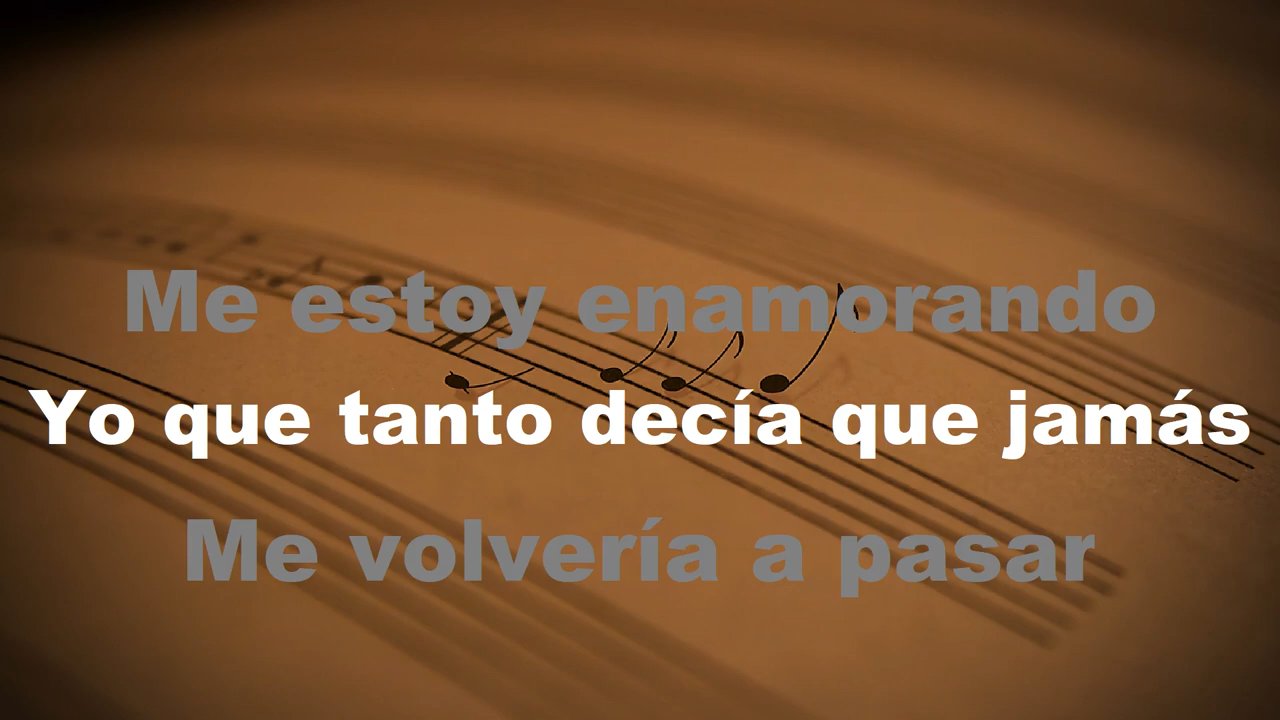 Me estoy enamorando
Yo que tanto decía que jamás
Me volvería a pasar